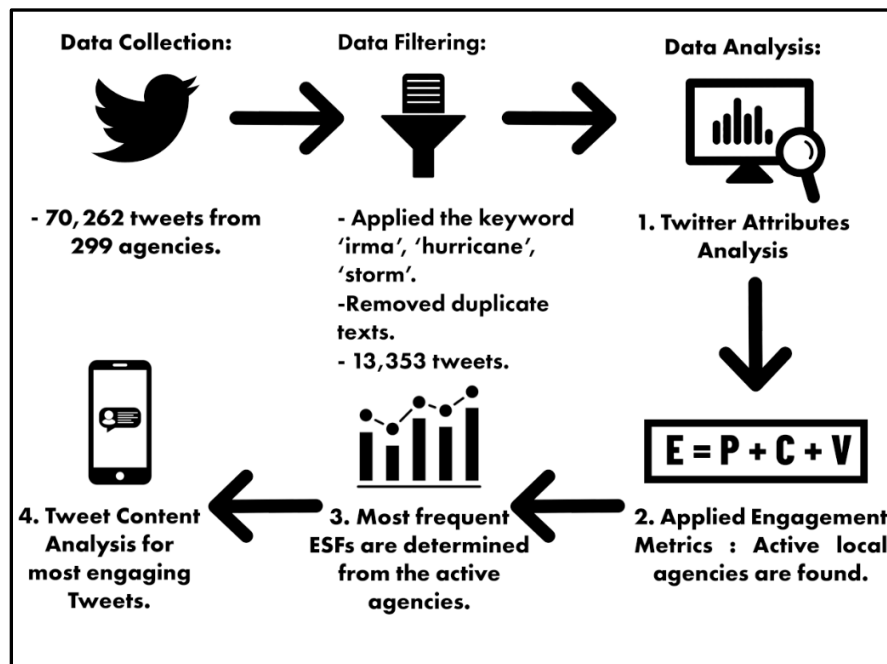 Data Collection:
- 70,262 tweets from
299 agencies.
Data Filtering:
- Applied the keyword
‘irma’, ‘hurricane’,
‘storm’.
-Removed duplicate
texts.
- 13,353 tweets.
Data Analysis:
1. Twitter Attributes
Analysis
E = P + C + V
2. Applied Engagement
Metrics : Active local
agencies are found.
3. Most frequent
ESFs are determined
from the active
agencies.
4. Tweet Content
Analysis for
most engaging
Tweets.